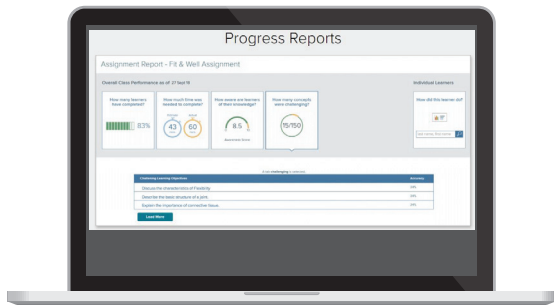 Progress Reports
Assignment Report - Fit & Well Assignment
Overall Class Performance as of
Individual Learners
How many learners have completed?
83%
How much time was needed to complete?
43
60
How aware are learners of their knowledge?
8.5
How many concepts were challenging?
15/150
How did this learner do?
Challenging Learning Objectives
Accuracy
Discuss the characteristics of flexibility.
Describe the basic structure of a joint.
Explain the importance of connective tissue.
Load More